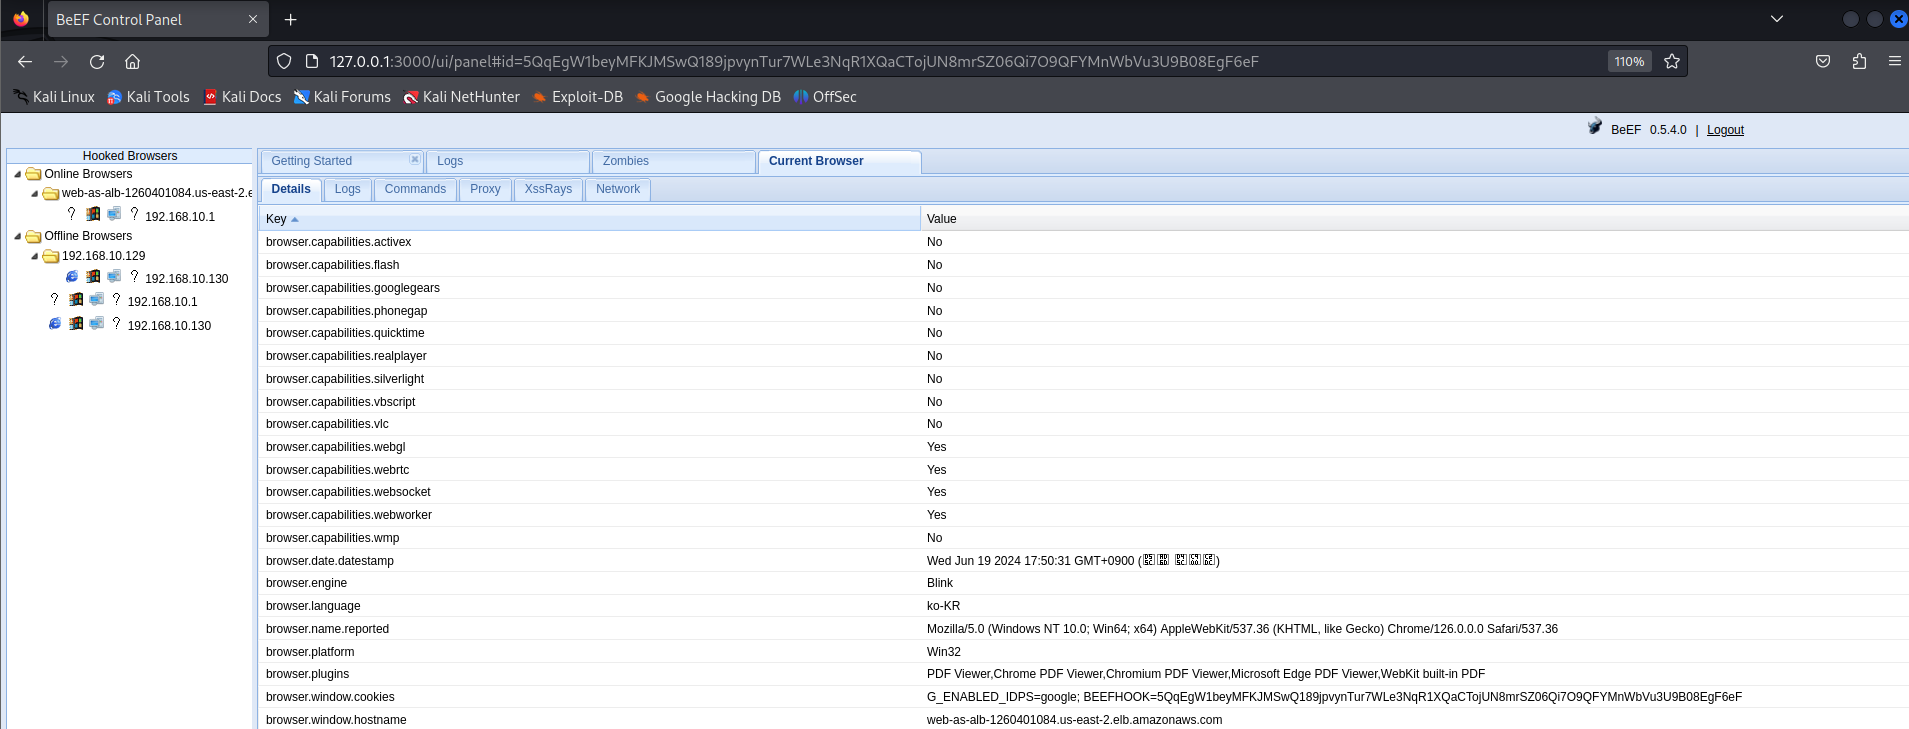 BeEF Control Panel
127.0.0.1:3000/ui/panel#id=5QqEgW1beyMFKJMSwQ189jpvynTur7WLe3NqR1XQaCTojUN8mrSZ06Qi7O9QFYMnWbVu3U9B08EgF6eF 110%
Kali Linux Kali Tools Kali Docs Kali Forums Kali NetHunter Exploit-DB Google Hacking DB OffSec
BeEF 0.5.4.0 | Logout
Hooked Browsers
Online Browsers
web-as-alb-1260401084.us-east-2.e
? ? 192.168.10.1
Offline Browsers
192.168.10.129
? 192.168.10.130
? ? 192.168.10.1
? 192.168.10.130
Getting Started Logs Zombies Current Browser
Details Logs Commands Proxy XssRays Network
Key Value
browser.capabilities.activex No
browser.capabilities.flash No
browser.capabilities.googlegears No
browser.capabilities.phonegap No
browser.capabilities.quicktime No
browser.capabilities.realplayer No
browser.capabilities.silverlight No
browser.capabilities.vbscript No
browser.capabilities.vlc No
browser.capabilities.webgl Yes
browser.capabilities.webrtc Yes
browser.capabilities.websocket Yes
browser.capabilities.webworker Yes
browser.capabilities.wmp No
browser.date.datestamp Wed Jun 19 2024 17:50:31 GMT+0900 ( )
browser.engine Blink
browser.language ko-KR
browser.name.reported Mozilla/5.0 (Windows NT 10.0; Win64; x64) AppleWebKit/537.36 (KHTML, like Gecko) Chrome/126.0.0.0 Safari/537.36
browser.platform Win32
browser.plugins PDF Viewer,Chrome PDF Viewer,Chromium PDF Viewer,Microsoft Edge PDF Viewer,WebKit built-in PDF
browser.window.cookies G_ENABLED_IDPS=google; BEEFHOOK=5QqEgW1beyMFKJMSwQ189jpvynTur7WLe3NqR1XQaCTojUN8mrSZ06Qi7O9QFYMnWbVu3U9B08EgF6eF
browser.window.hostname web-as-alb-1260401084.us-east-2.elb.amazonaws.com